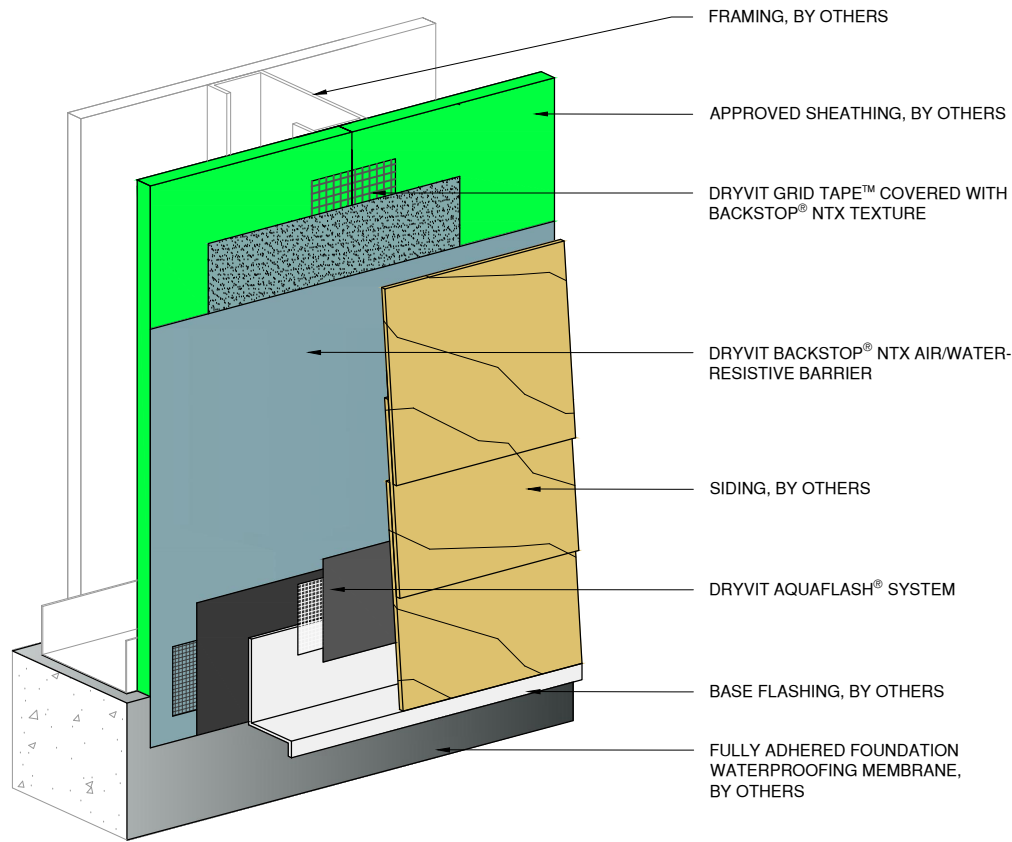 FRAMING, BY OTHERS
APPROVED SHEATHING, BY OTHERS
DRYVIT GRID TAPE™ COVERED WITH
BACKSTOP® NTX TEXTURE
DRYVIT BACKSTOP® NTX AIR/WATER-
RESISTIVE BARRIER
SIDING, BY OTHERS
DRYVIT AQUAFLASH® SYSTEM
BASE FLASHING, BY OTHERS
FULLY ADHERED FOUNDATION
WATERPROOFING MEMBRANE,
BY OTHERS